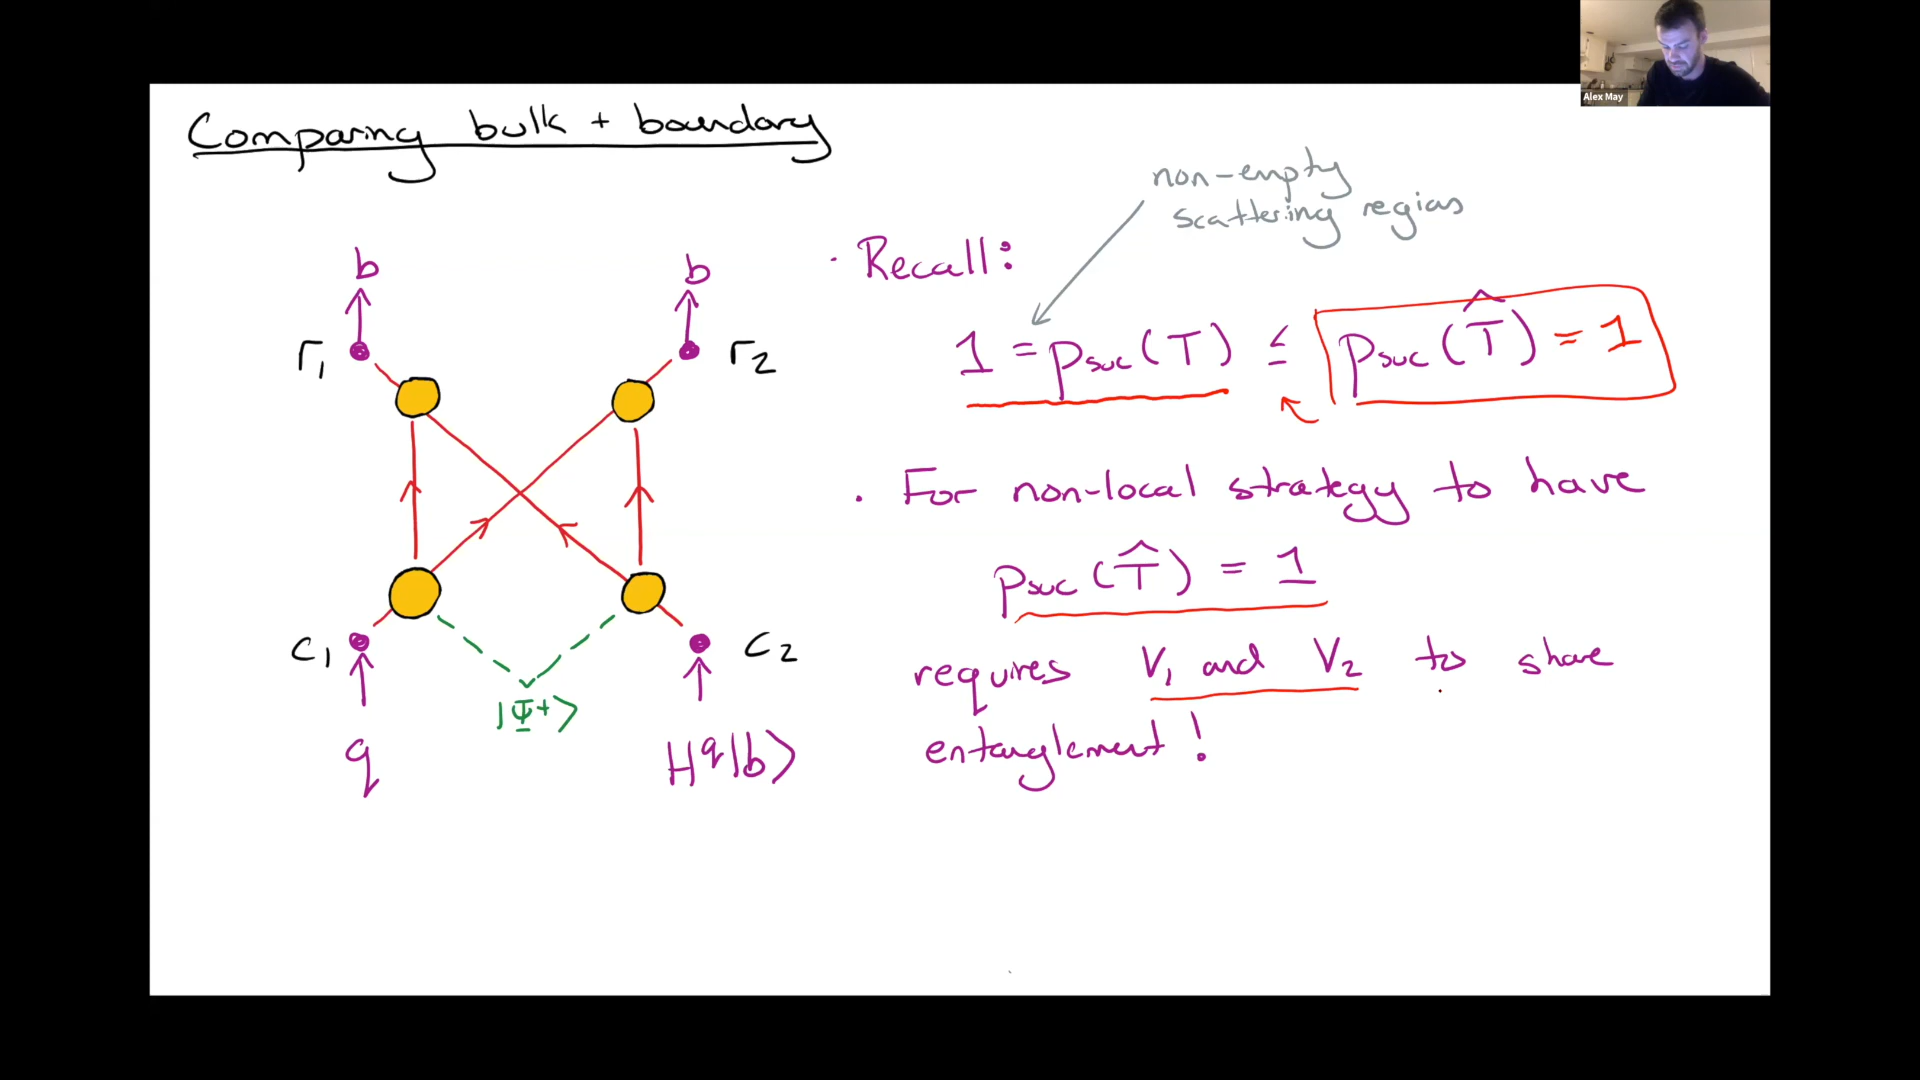 Alex May
Comparing bulk + boundary
non-empty
scattering region
• Recall:
1 = psuc(T) ≤ psuc(T̂) = 1
• For non-local strategy to have
psuc(T̂) = 1
requires V₁ and V₂ to share
entanglement!
b b
r₁ r₂
c₁ c₂
|Ψ⁺⟩
q H^q|b⟩